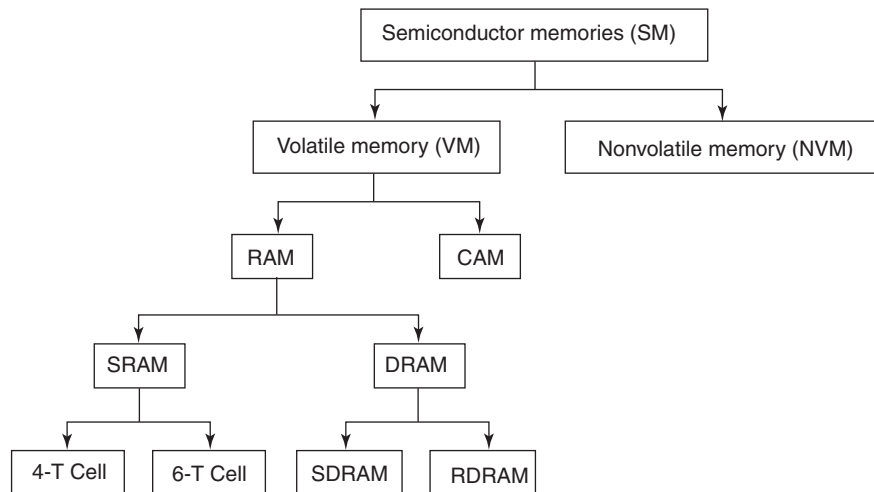 Semiconductor memories (SM)
Volatile memory (VM)
Nonvolatile memory (NVM)
RAM
CAM
SRAM
DRAM
4-T Cell
6-T Cell
SDRAM
RDRAM